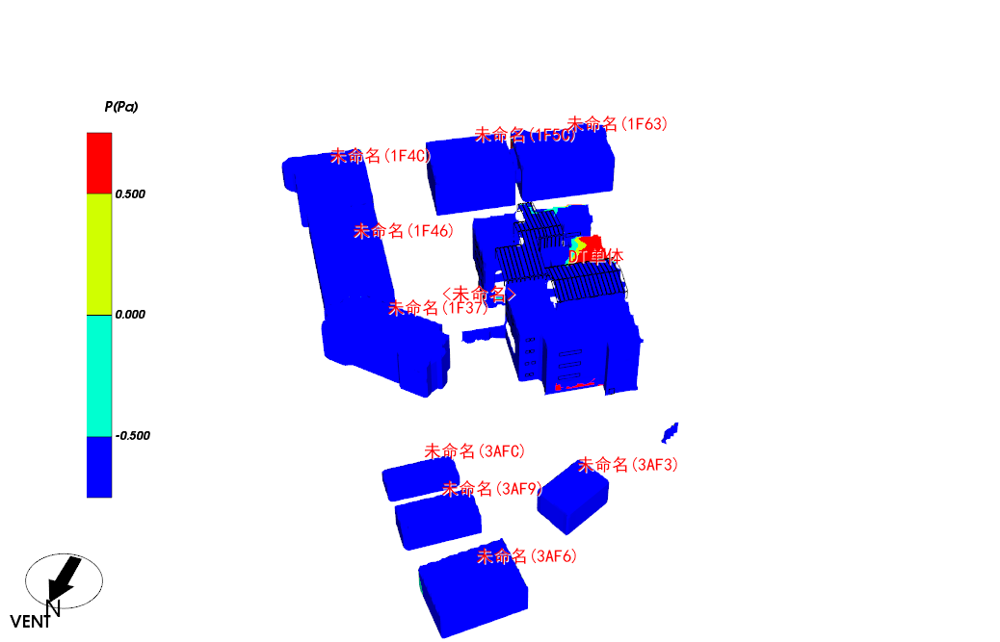 P(Pa)
0.500
0.000
-0.500
未命名(1F63)
未命名(1F5C)
未命名(1F4C)
未命名(1F46)
DT单体
<未命名>
未命名(1F37)
未命名(3AFC)
未命名(3AF3)
未命名(3AF9)
未命名(3AF6)
N
VENT